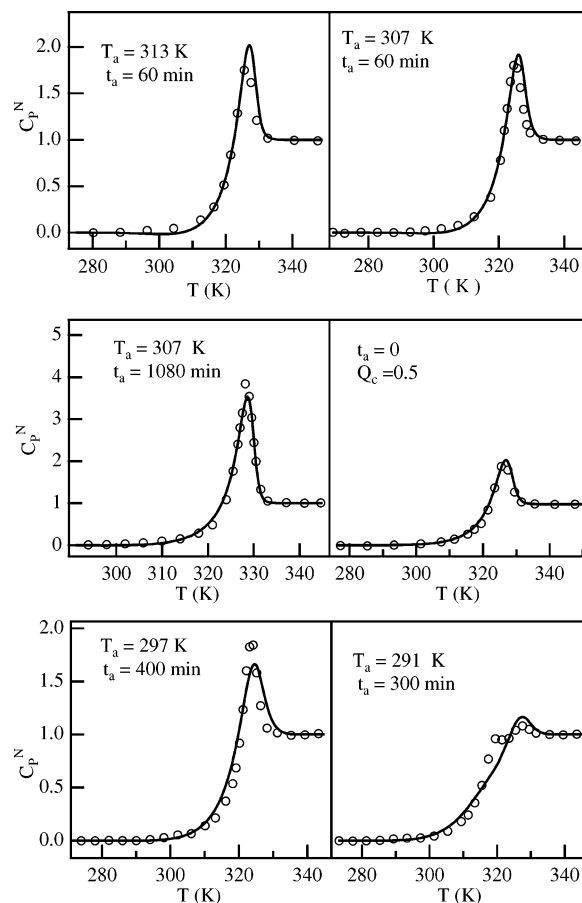 T_a = 313 K
t_a = 60 min
T_a = 307 K
t_a = 60 min
C_P^N
2.0
1.5
1.0
0.5
0.0
280 300 320 340
300 320 340
T (K)
T ( K )
T_a = 307 K
t_a = 1080 min
t_a = 0
Q_c =0.5
C_P^N
5
4
3
2
1
0
300 310 320 330 340
280 300 320 340
T (K)
T (K)
T_a = 297 K
t_a = 400 min
T_a = 291 K
t_a = 300 min
C_P^N
2.0
1.5
1.0
0.5
0.0
280 300 320 340
280 300 320 340
T (K)
T (K)